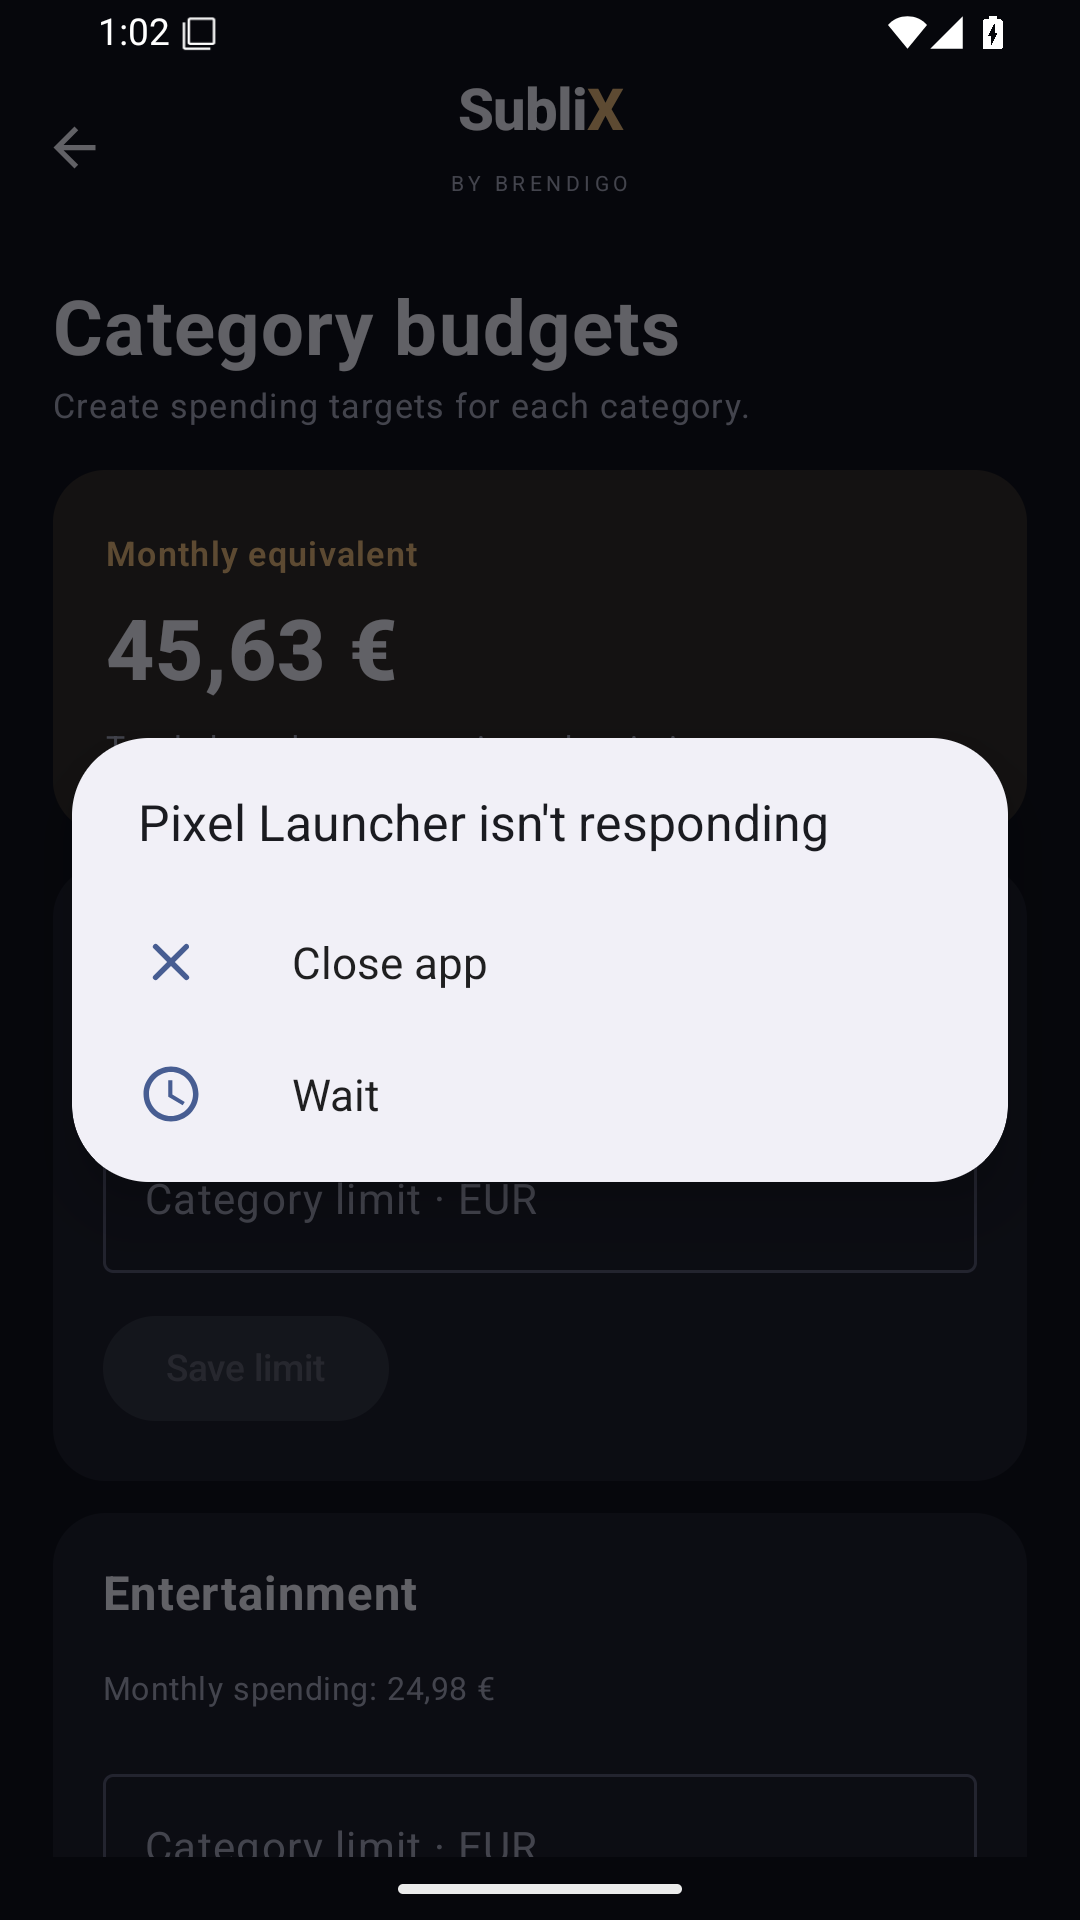 1:02
SubliX
BY BRENDIGO
Category budgets
Create spending targets for each category.
Monthly equivalent
45,63 €
Pixel Launcher isn't responding
Close app
Wait
Category limit · EUR
Save limit
Entertainment
Monthly spending: 24,98 €
Category limit · EUR